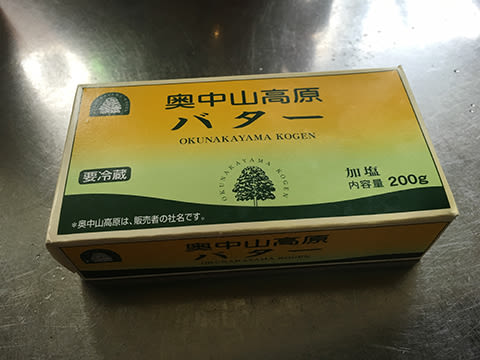 奥中山高原
バター
OKUNAKAYAMA KOGEN
要冷蔵
OKUNAKAYAMA KOGEN
加塩
内容量 200g
*奥中山高原は、販売者の社名です。
奥中山高原
バター
OKUNAKAYAMA KOGEN